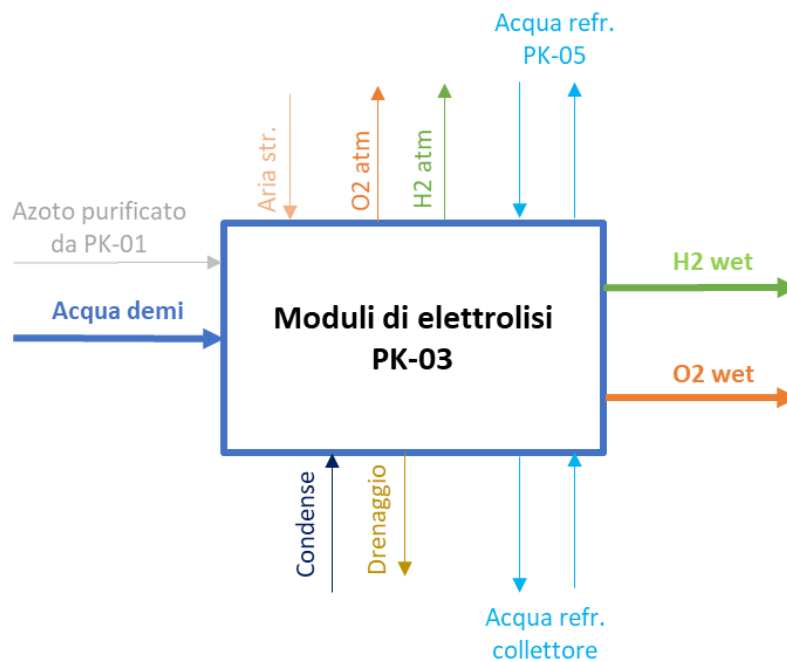 Acqua refr.
PK-05
Aria str.
O2 atm
H2 atm
Azoto purificato
da PK-01
Acqua demi
Moduli di elettrolisi
PK-03
H2 wet
O2 wet
Condense
Drenaggio
Acqua refr.
collettore